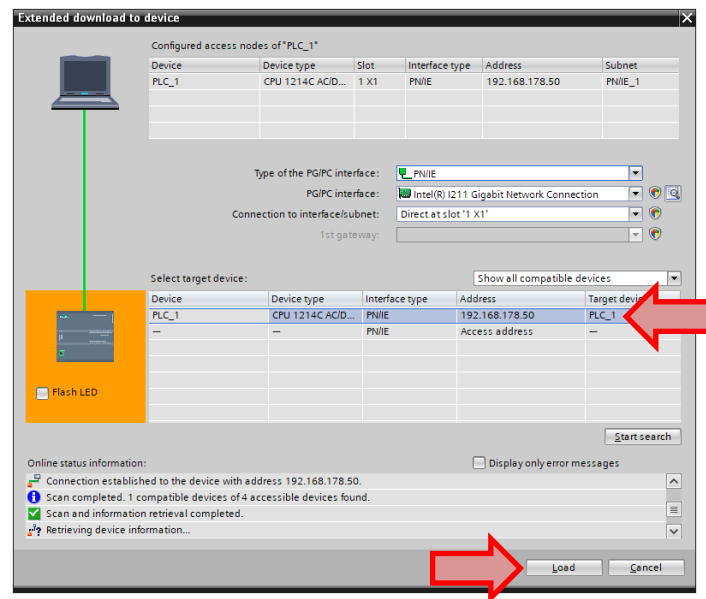 Extended download to device
Configured access nodes of "PLC_1"
Device Device type Slot Interface type Address Subnet
PLC_1 CPU 1214C AC/D... 1 X1 PN/IE 192.168.178.50 PN/IE_1
Type of the PG/PC interface: PN/IE
PG/PC interface: Intel(R) I211 Gigabit Network Connection
Connection to interface/subnet: Direct at slot '1 X1'
1st gateway:
Select target device: Show all compatible devices
Device Device type Interface type Address Target device
PLC_1 CPU 1214C AC/D... PN/IE 192.168.178.50 PLC_1
— — PN/IE Access address —
Flash LED
Start search
Online status information: Display only error messages
Connection established to the device with address 192.168.178.50.
Scan completed. 1 compatible devices of 4 accessible devices found.
Scan and information retrieval completed.
Retrieving device information...
Load Cancel